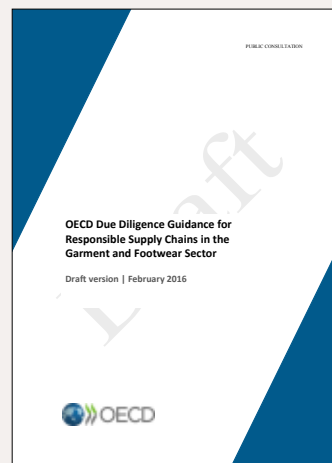 PUBLIC CONSULTATION
Draft
OECD Due Diligence Guidance for
Responsible Supply Chains in the
Garment and Footwear Sector
Draft version | February 2016
OECD